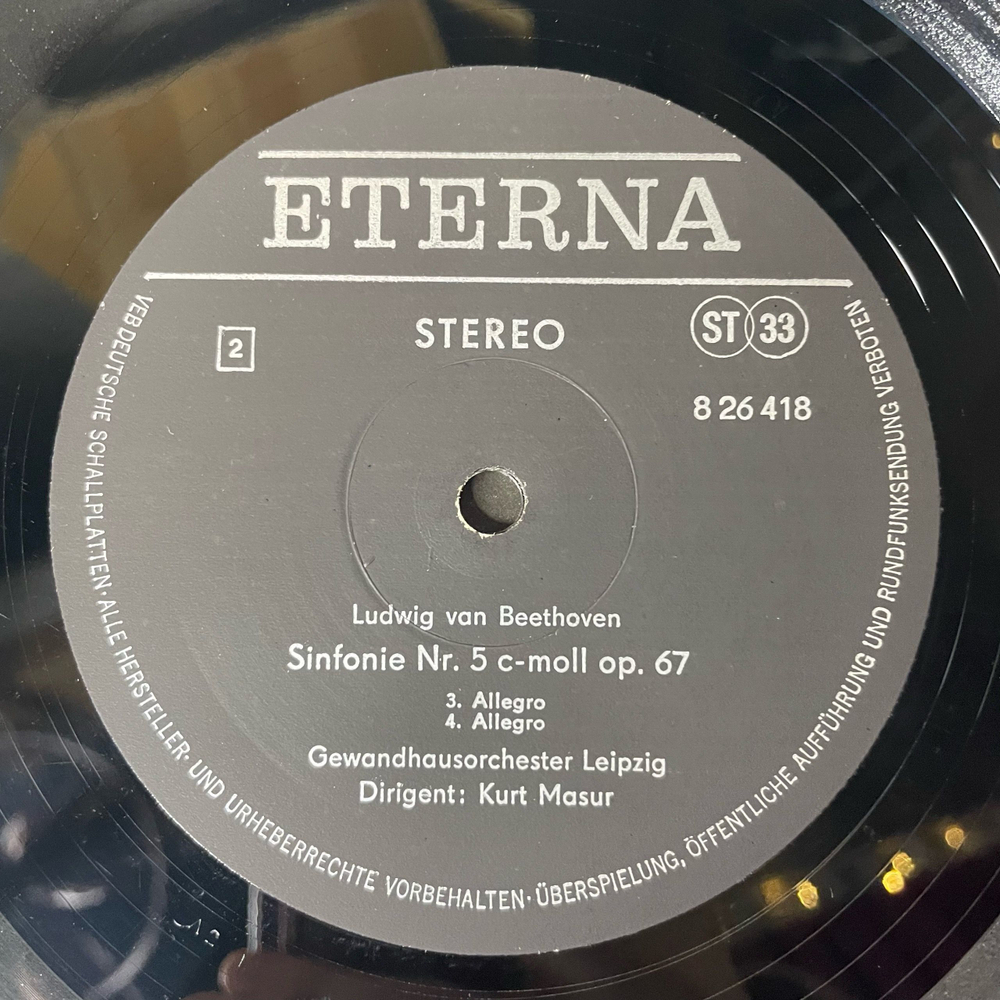 ETERNA
2
STEREO
ST 33
8 26 418
Ludwig van Beethoven
Sinfonie Nr. 5 c-moll op. 67
3. Allegro
4. Allegro
Gewandhausorchester Leipzig
Dirigent: Kurt Masur
VEB DEUTSCHE SCHALLPLATTEN · ALLE HERSTELLER- UND URHEBERRECHTE VORBEHALTEN · ÜBERSPIELUNG, ÖFFENTLICHE AUFFÜHRUNG UND RUNDFUNKSENDUNG VERBOTEN